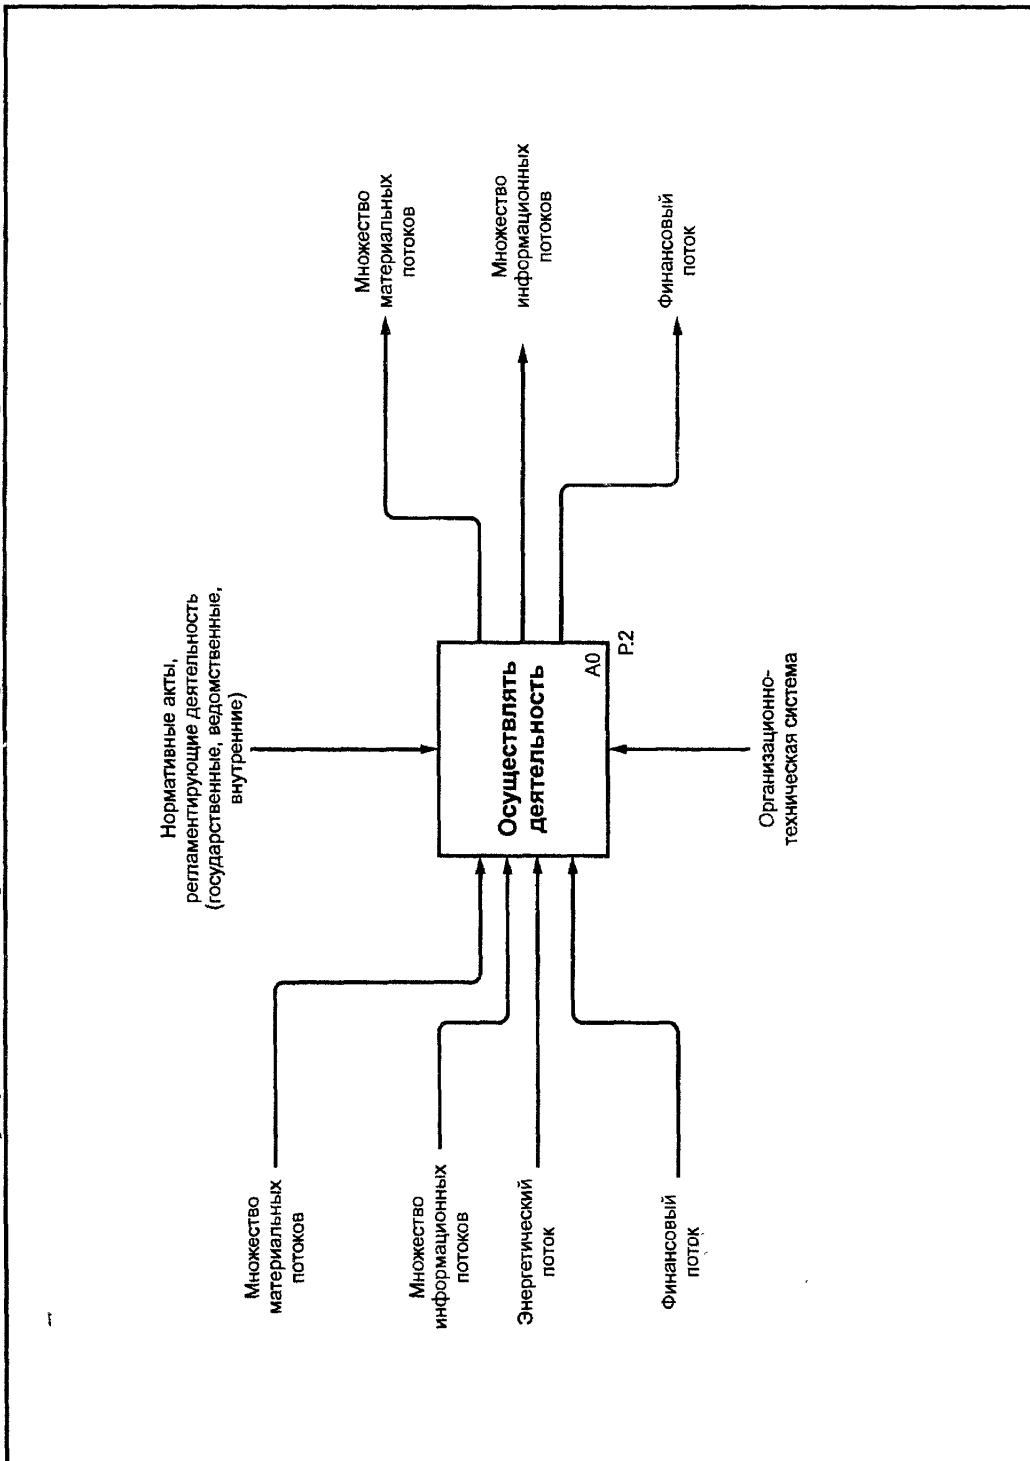 Нормативные акты,
регламентирующие деятельность
(государственные, ведомственные,
внутренние)
Множество
материальных
потоков
Множество
информационных
потоков
Энергетический
поток
Финансовый
поток
Осуществлять
деятельность
A0
P.2
Множество
материальных
потоков
Множество
информационных
потоков
Финансовый
поток
Организационно-
техническая система